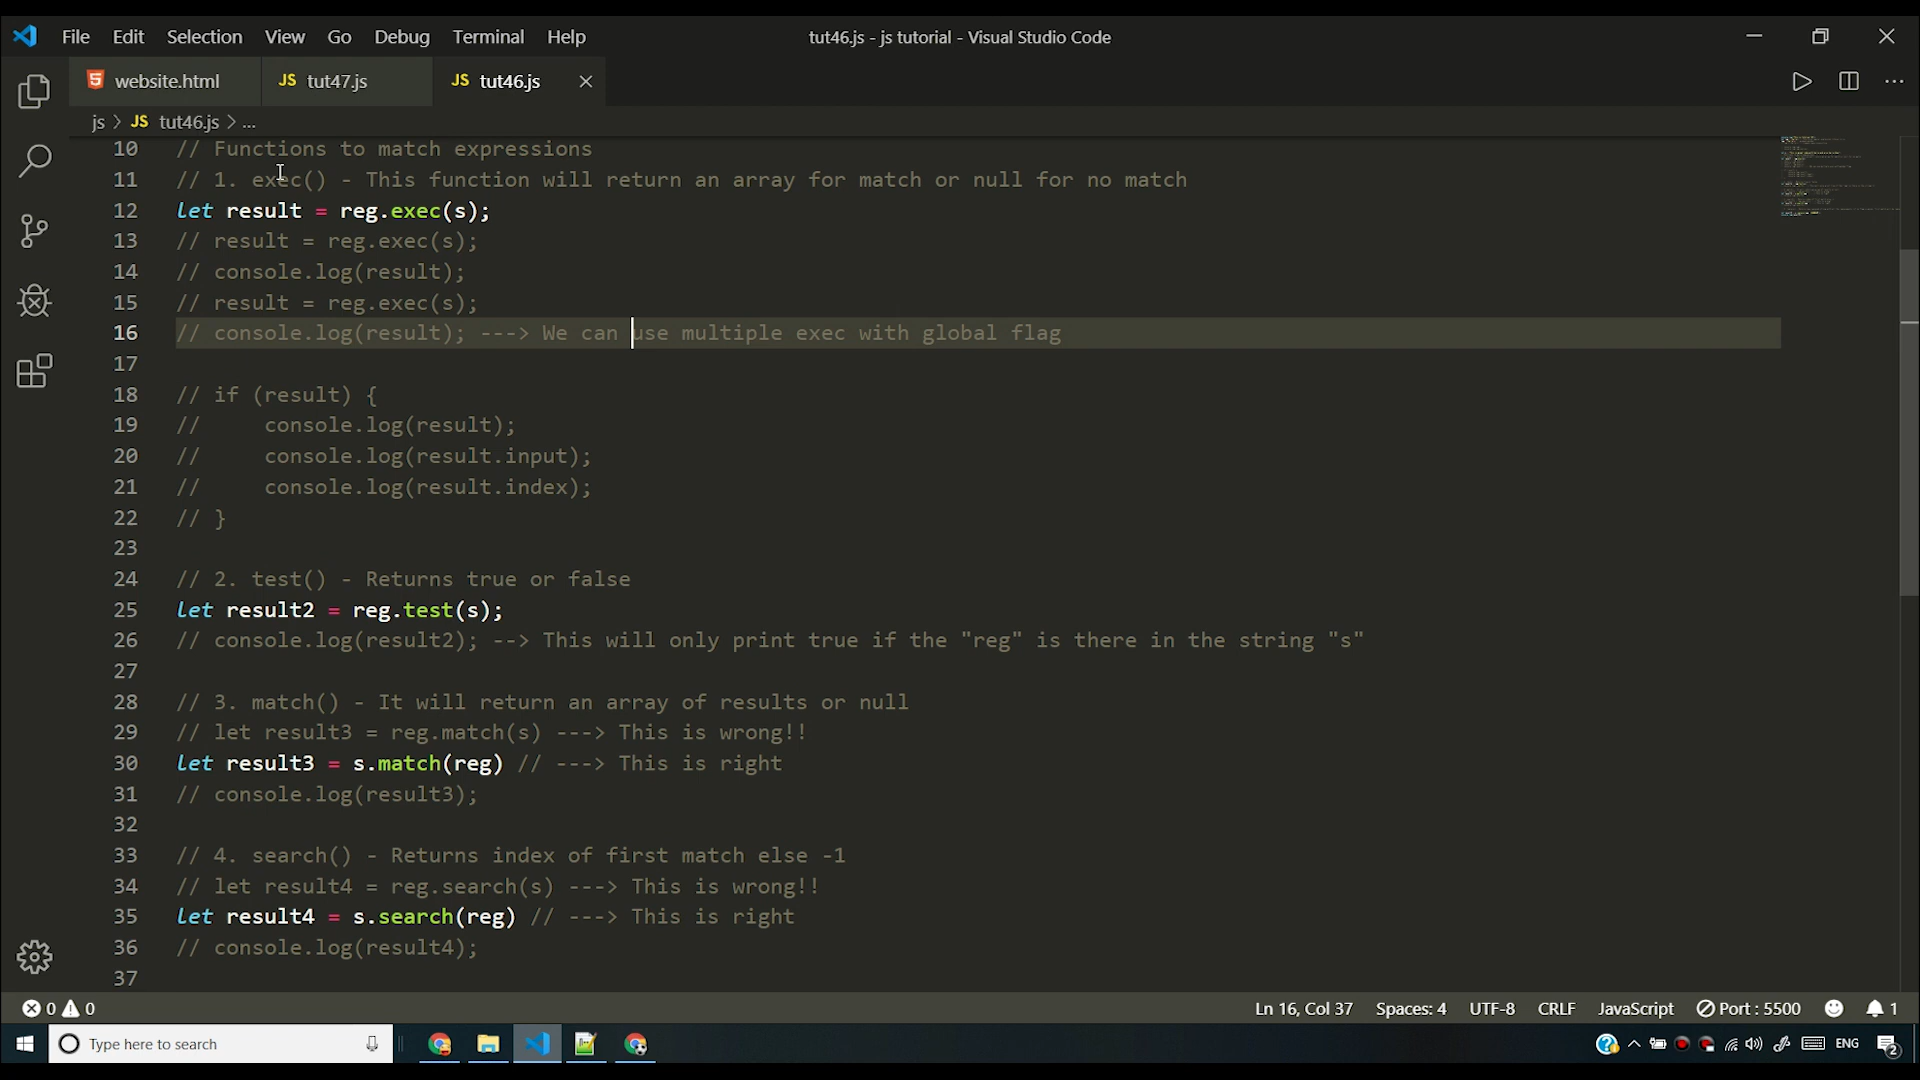 File Edit Selection View Go Debug Terminal Help
tut46.js - js tutorial - Visual Studio Code
website.html
JS tut47.js
JS tut46.js
js > JS tut46.js > ...
10 // Functions to match expressions
11 // 1. exec() - This function will return an array for match or null for no match
12 let result = reg.exec(s);
13 // result = reg.exec(s);
14 // console.log(result);
15 // result = reg.exec(s);
16 // console.log(result); ---> We can use multiple exec with global flag
17
18 // if (result) {
19 //     console.log(result);
20 //     console.log(result.input);
21 //     console.log(result.index);
22 // }
23
24 // 2. test() - Returns true or false
25 let result2 = reg.test(s);
26 // console.log(result2); --> This will only print true if the "reg" is there in the string "s"
27
28 // 3. match() - It will return an array of results or null
29 // let result3 = reg.match(s) ---> This is wrong!!
30 let result3 = s.match(reg) // ---> This is right
31 // console.log(result3);
32
33 // 4. search() - Returns index of first match else -1
34 // let result4 = reg.search(s) ---> This is wrong!!
35 let result4 = s.search(reg) // ---> This is right
36 // console.log(result4);
37
0 0
Ln 16, Col 37 Spaces: 4 UTF-8 CRLF JavaScript Port : 5500 1
Type here to search
ENG
2